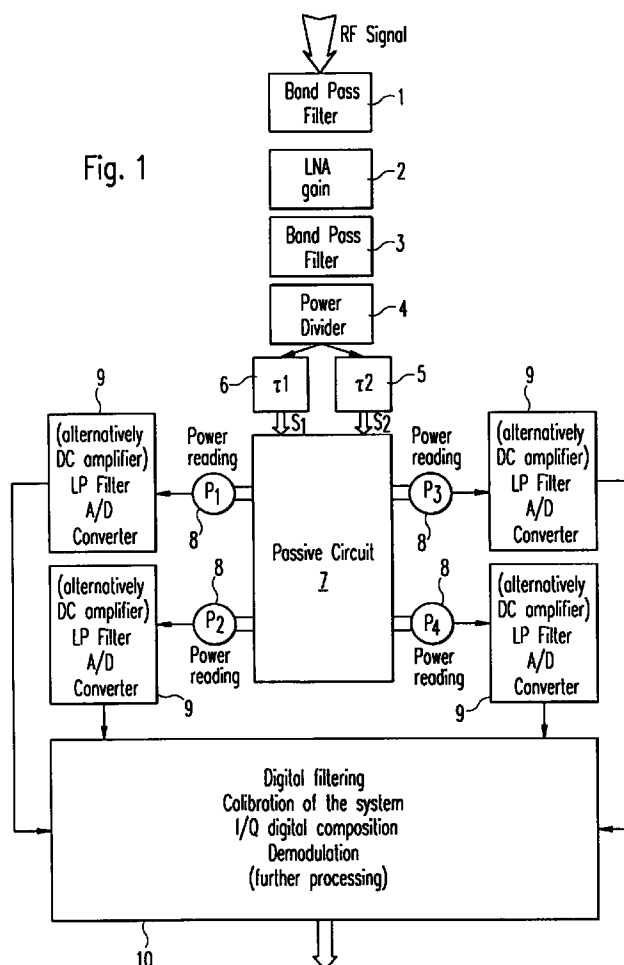 RF Signal
Band Pass
Filter
1
Fig. 1
LNA
gain
2
Band Pass
Filter
3
Power
Divider
4
6
τ1
τ2
5
S1
S2
9
(alternatively
DC amplifier)
LP Filter
A/D
Converter
Power
reading
P1
8
Power
reading
P3
8
9
(alternatively
DC amplifier)
LP Filter
A/D
Converter
Passive Circuit
7
(alternatively
DC amplifier)
LP Filter
A/D
Converter
9
8
P2
Power
reading
8
P4
Power
reading
(alternatively
DC amplifier)
LP Filter
A/D
Converter
9
Digital filtering
Calibration of the system
I/Q digital composition
Demodulation
(further processing)
10